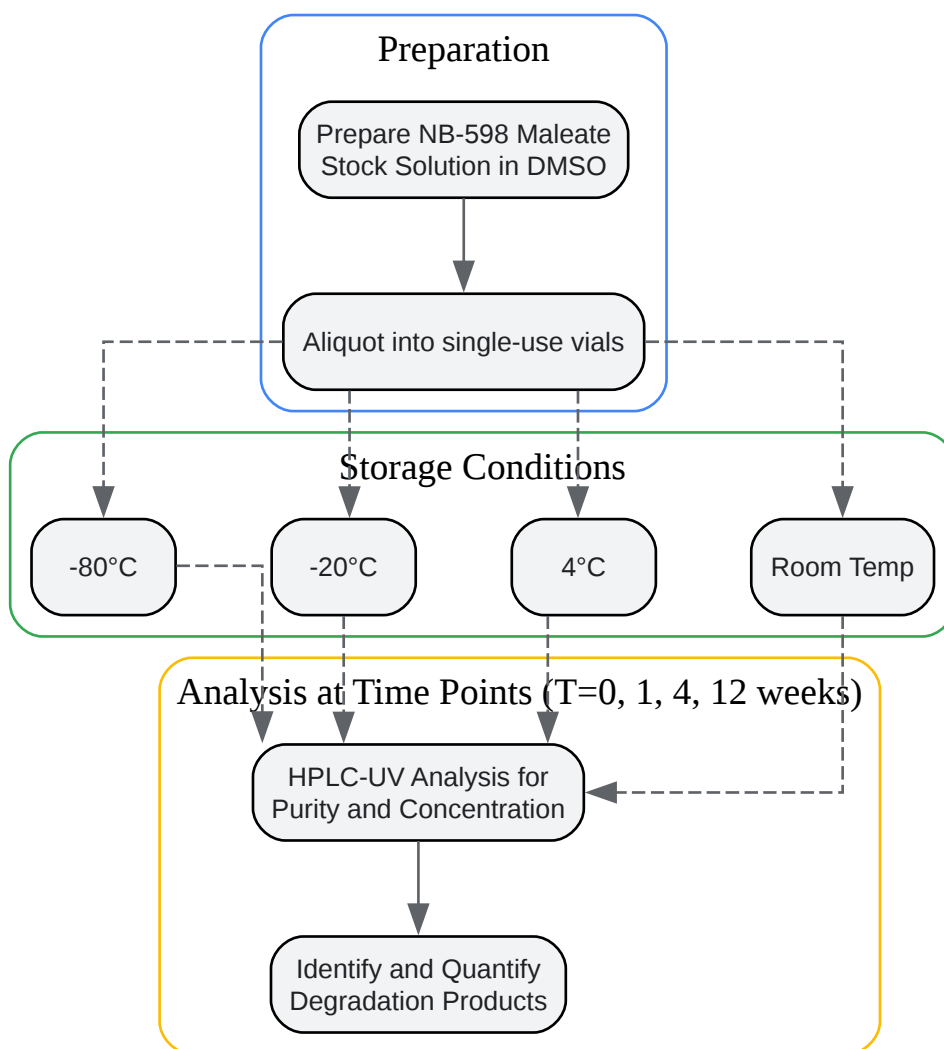 Preparation
Prepare NB-598 Maleate
Stock Solution in DMSO
Aliquot into single-use vials
Storage Conditions
-80°C
-20°C
4°C
Room Temp
Analysis at Time Points (T=0, 1, 4, 12 weeks)
HPLC-UV Analysis for
Purity and Concentration
Identify and Quantify
Degradation Products